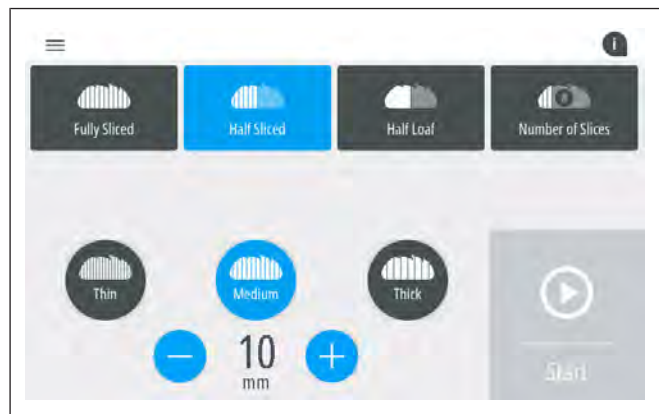 i
Fully Sliced
Half Sliced
Half Loaf
Number of Slices
Thin
Medium
Thick
10
mm
Start